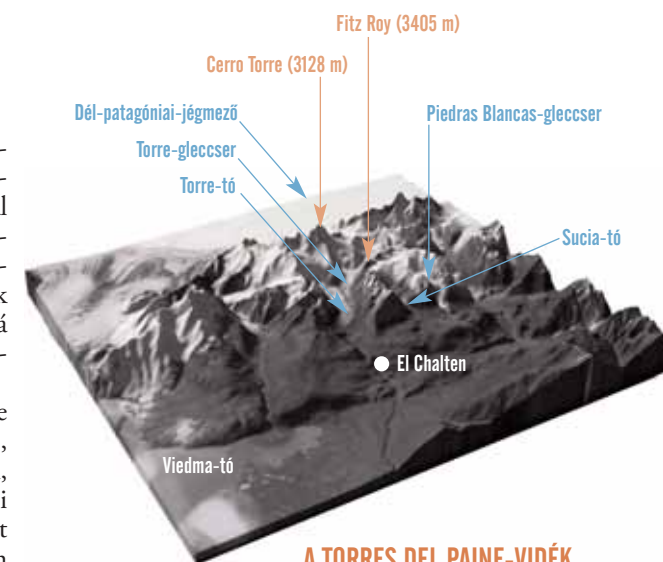 Fitz Roy (3405 m)
Cerro Torre (3128 m)
Dél-patagóniai-jégmező
Piedras Blancas-gleccser
Torre-gleccser
Torre-tó
Sucia-tó
El Chalten
Viedma-tó
A TORRES DEL PAINE-VIDÉK